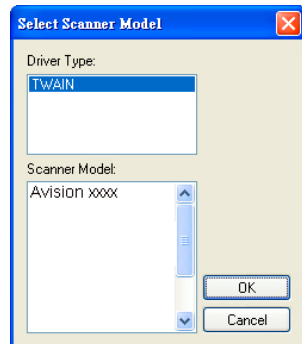 Select Scanner Model
Driver Type:
TWAIN
Scanner Model:
Avision xxxx
OK
Cancel